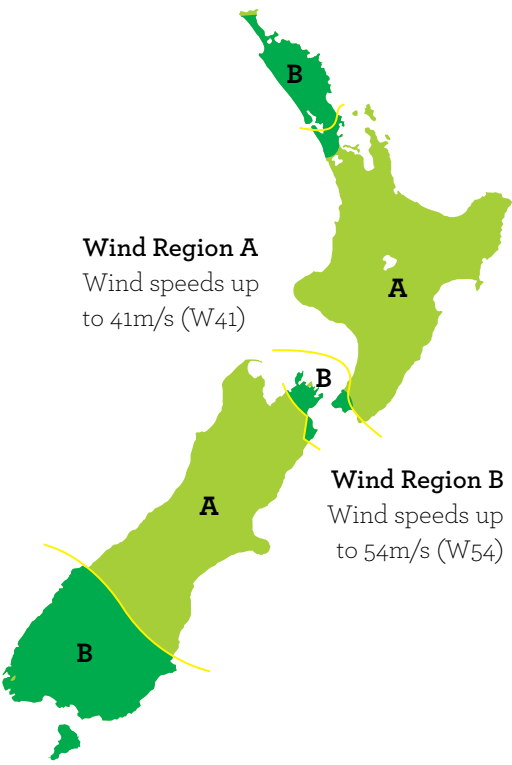 B
Wind Region A
Wind speeds up
to 41m/s (W41)
A
B
Wind Region B
Wind speeds up
to 54m/s (W54)
A
B